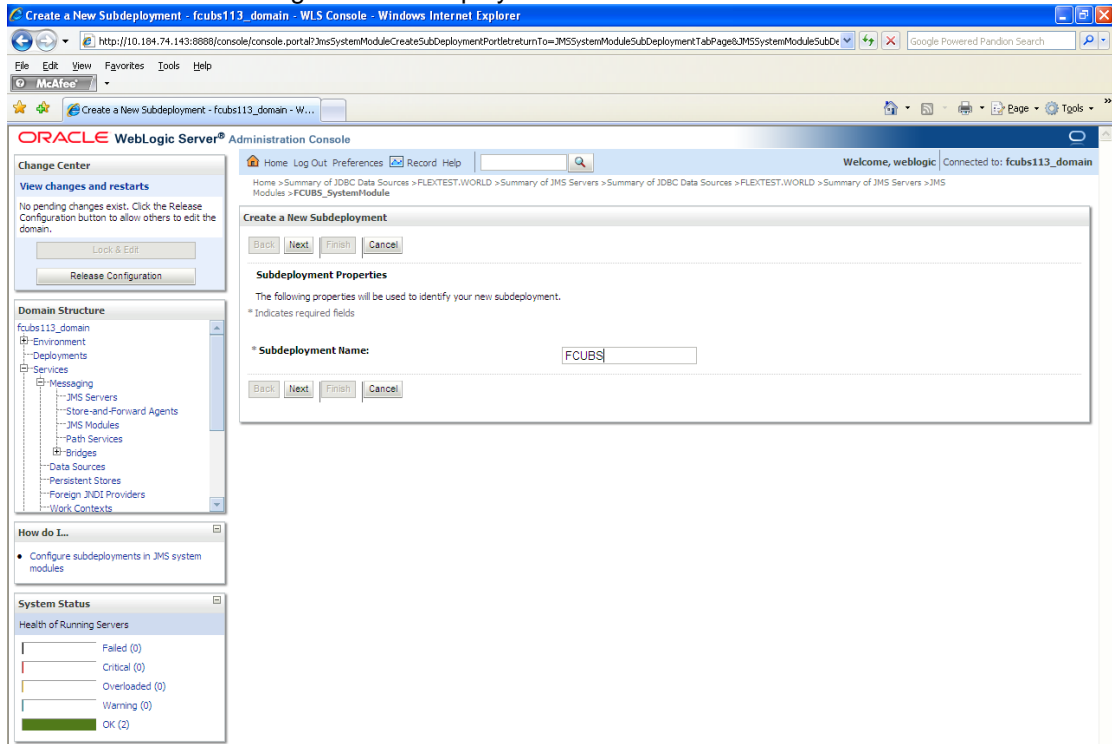 Create a New Subdeployment - fcubs113_domain - WLS Console - Windows Internet Explorer
http://10.184.74.143:8888/console/console.portal?JmsSystemModuleCreateSubDeploymentPortletreturnTo=JMSSystemModuleSubDeploymentTabPage&JMSSystemModuleSubDe
Google Powered Pandion Search
File Edit View Favorites Tools Help
McAfee
Create a New Subdeployment - fcubs113_domain - W...
Page Tools
ORACLE WebLogic Server® Administration Console
Change Center
View changes and restarts
No pending changes exist. Click the Release
Configuration button to allow others to edit the
domain.
Lock & Edit
Release Configuration
Domain Structure
fcubs113_domain
Environment
Deployments
Services
Messaging
JMS Servers
Store-and-Forward Agents
JMS Modules
Path Services
Bridges
Data Sources
Persistent Stores
Foreign JNDI Providers
Work Contexts
How do I...
Configure subdeployments in JMS system
modules
System Status
Health of Running Servers
Failed (0)
Critical (0)
Overloaded (0)
Warning (0)
OK (2)
Home Log Out Preferences Record Help
Welcome, weblogic Connected to: fcubs113_domain
Home >Summary of JDBC Data Sources >FLEXTEST.WORLD >Summary of JMS Servers >Summary of JDBC Data Sources >FLEXTEST.WORLD >Summary of JMS Servers >JMS
Modules >FCUBS_SystemModule
Create a New Subdeployment
Back Next Finish Cancel
Subdeployment Properties
The following properties will be used to identify your new subdeployment.
* Indicates required fields
* Subdeployment Name: FCUBS
Back Next Finish Cancel